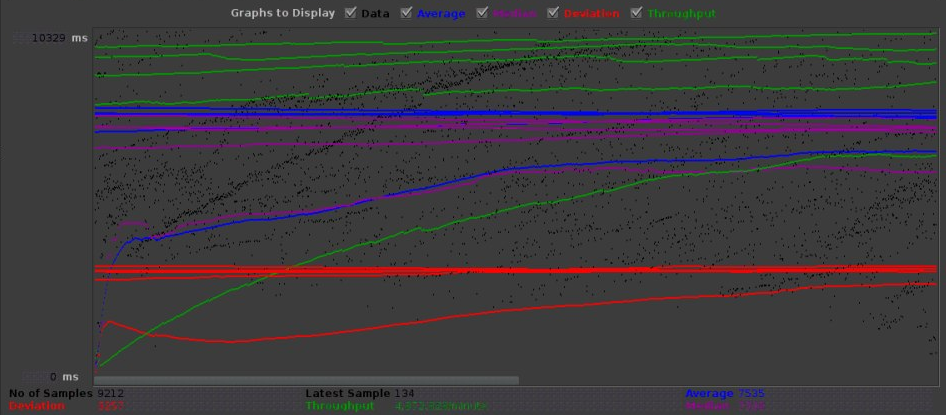 Graphs to Display Data Average Median Deviation Throughput
10329 ms
0 ms
No of Samples 9212 Latest Sample 134 Average 7535
Deviation Throughput Median